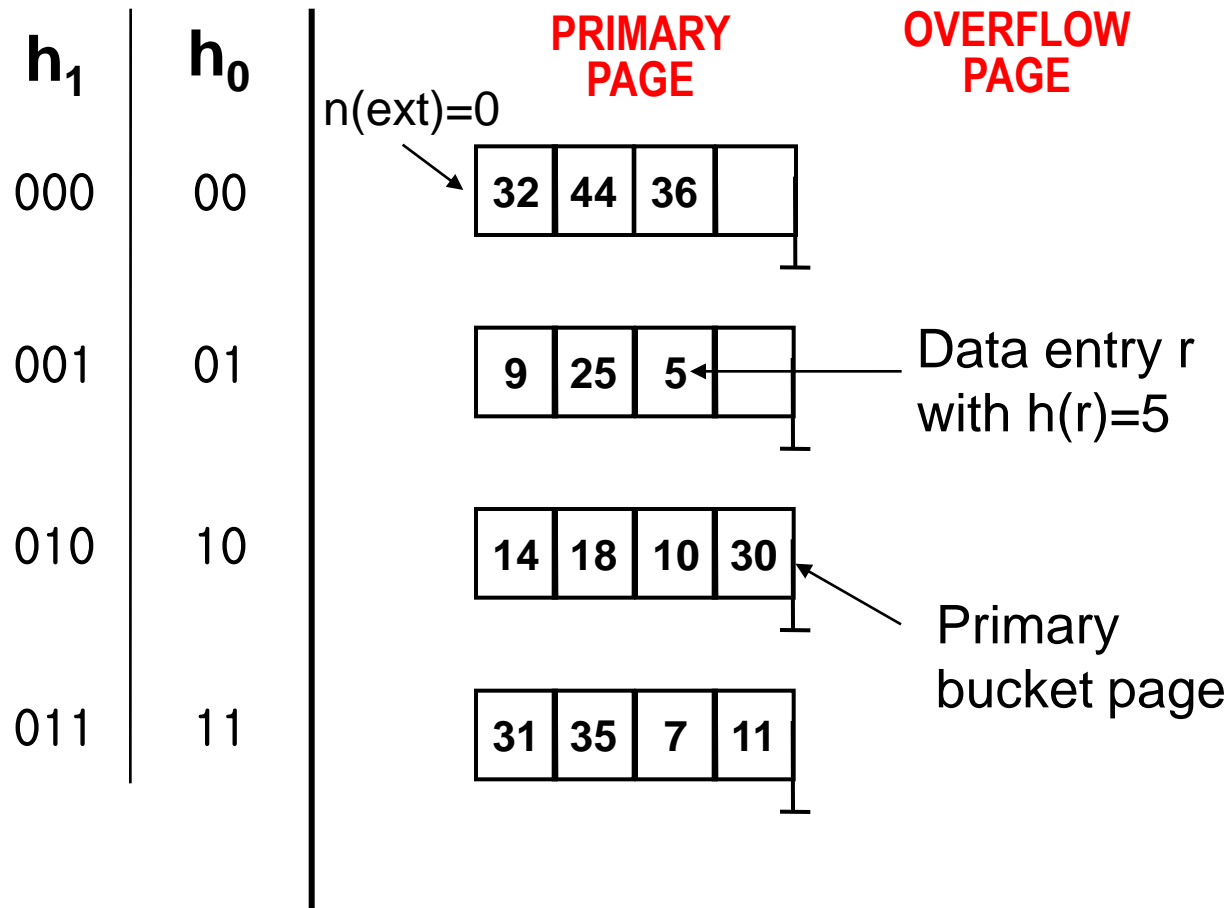 h₁ h₀ PRIMARY OVERFLOW
PAGE PAGE
n(ext)=0
000 00 32 44 36
001 01 9 25 5 Data entry r
with h(r)=5
010 10 14 18 10 30
Primary
bucket page
011 11 31 35 7 11